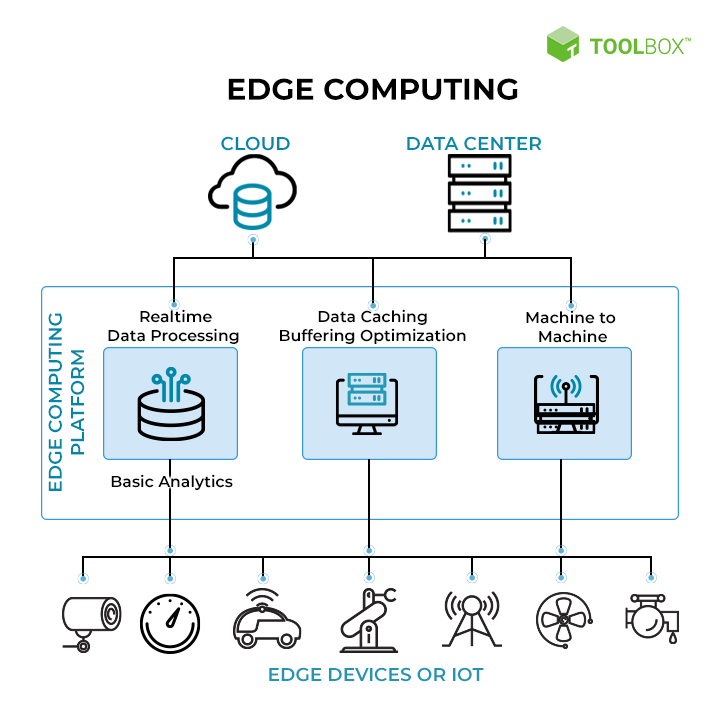 TOOLBOX™
EDGE COMPUTING
CLOUD
DATA CENTER
EDGE COMPUTING
PLATFORM
Realtime
Data Processing
Data Caching
Buffering Optimization
Machine to
Machine
Basic Analytics
EDGE DEVICES OR IOT